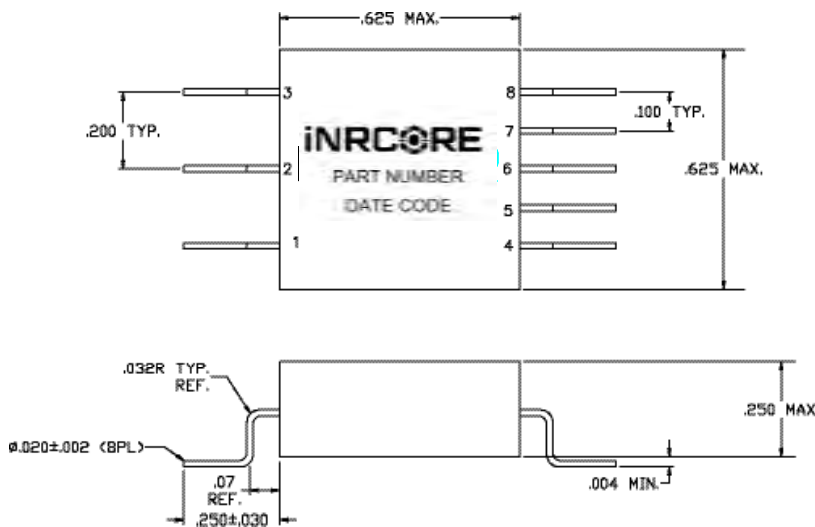 .625 MAX.
3
8
.200 TYP.
.100 TYP.
7
iNRCORE
2
6
.625 MAX.
PART NUMBER
DATE CODE
5
1
4
.032R TYP.
REF.
.250 MAX
ø.020±.002 (8PL)
.07
REF.
.004 MIN.
.250±.030